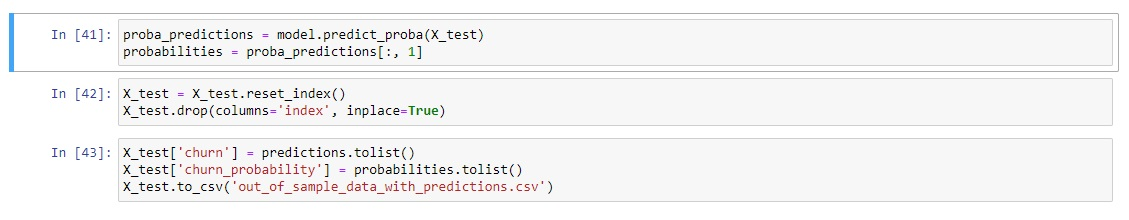 In [41]: proba_predictions = model.predict_proba(X_test)
probabilities = proba_predictions[:, 1]
In [42]: X_test = X_test.reset_index()
X_test.drop(columns='index', inplace=True)
In [43]: X_test['churn'] = predictions.tolist()
X_test['churn_probability'] = probabilities.tolist()
X_test.to_csv('out_of_sample_data_with_predictions.csv')